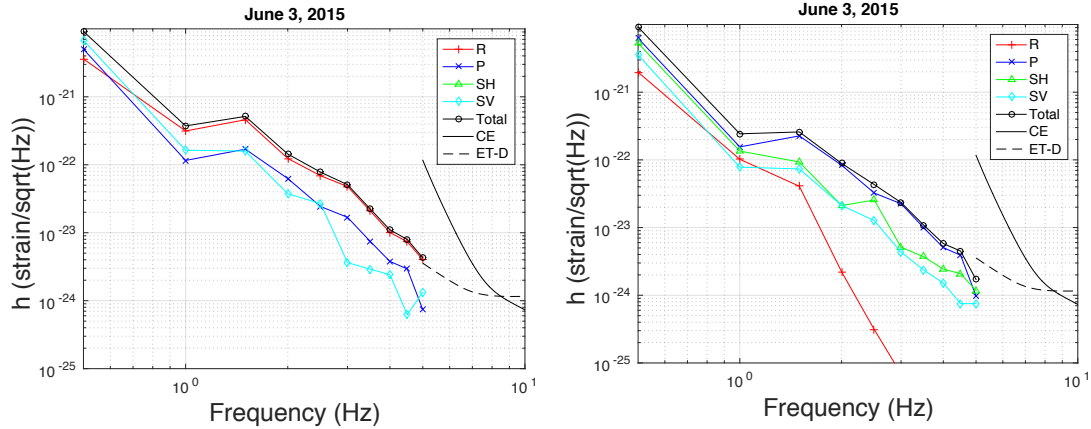 June 3, 2015
h (strain/sqrt(Hz))
10^-21
10^-22
10^-23
10^-24
10^-25
10^0
10^1
Frequency (Hz)
R
P
SH
SV
Total
CE
ET-D
June 3, 2015
h (strain/sqrt(Hz))
10^-21
10^-22
10^-23
10^-24
10^-25
10^0
10^1
Frequency (Hz)
R
P
SH
SV
Total
CE
ET-D